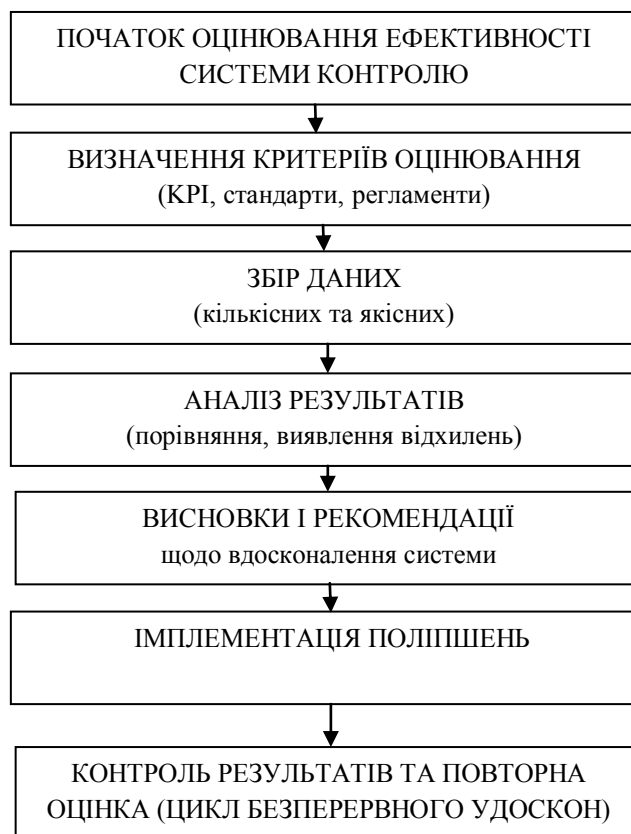 ПОЧАТОК ОЦІНЮВАННЯ ЕФЕКТИВНОСТІ
СИСТЕМИ КОНТРОЛЮ
ВИЗНАЧЕННЯ КРИТЕРІЇВ ОЦІНЮВАННЯ
(KPI, стандарти, регламенти)
ЗБІР ДАНИХ
(кількісних та якісних)
АНАЛІЗ РЕЗУЛЬТАТІВ
(порівняння, виявлення відхилень)
ВИСНОВКИ І РЕКОМЕНДАЦІЇ
щодо вдосконалення системи
ІМПЛЕМЕНТАЦІЯ ПОЛІПШЕНЬ
КОНТРОЛЬ РЕЗУЛЬТАТІВ ТА ПОВТОРНА
ОЦІНКА (ЦИКЛ БЕЗПЕРЕРВНОГО УДОСКОН)